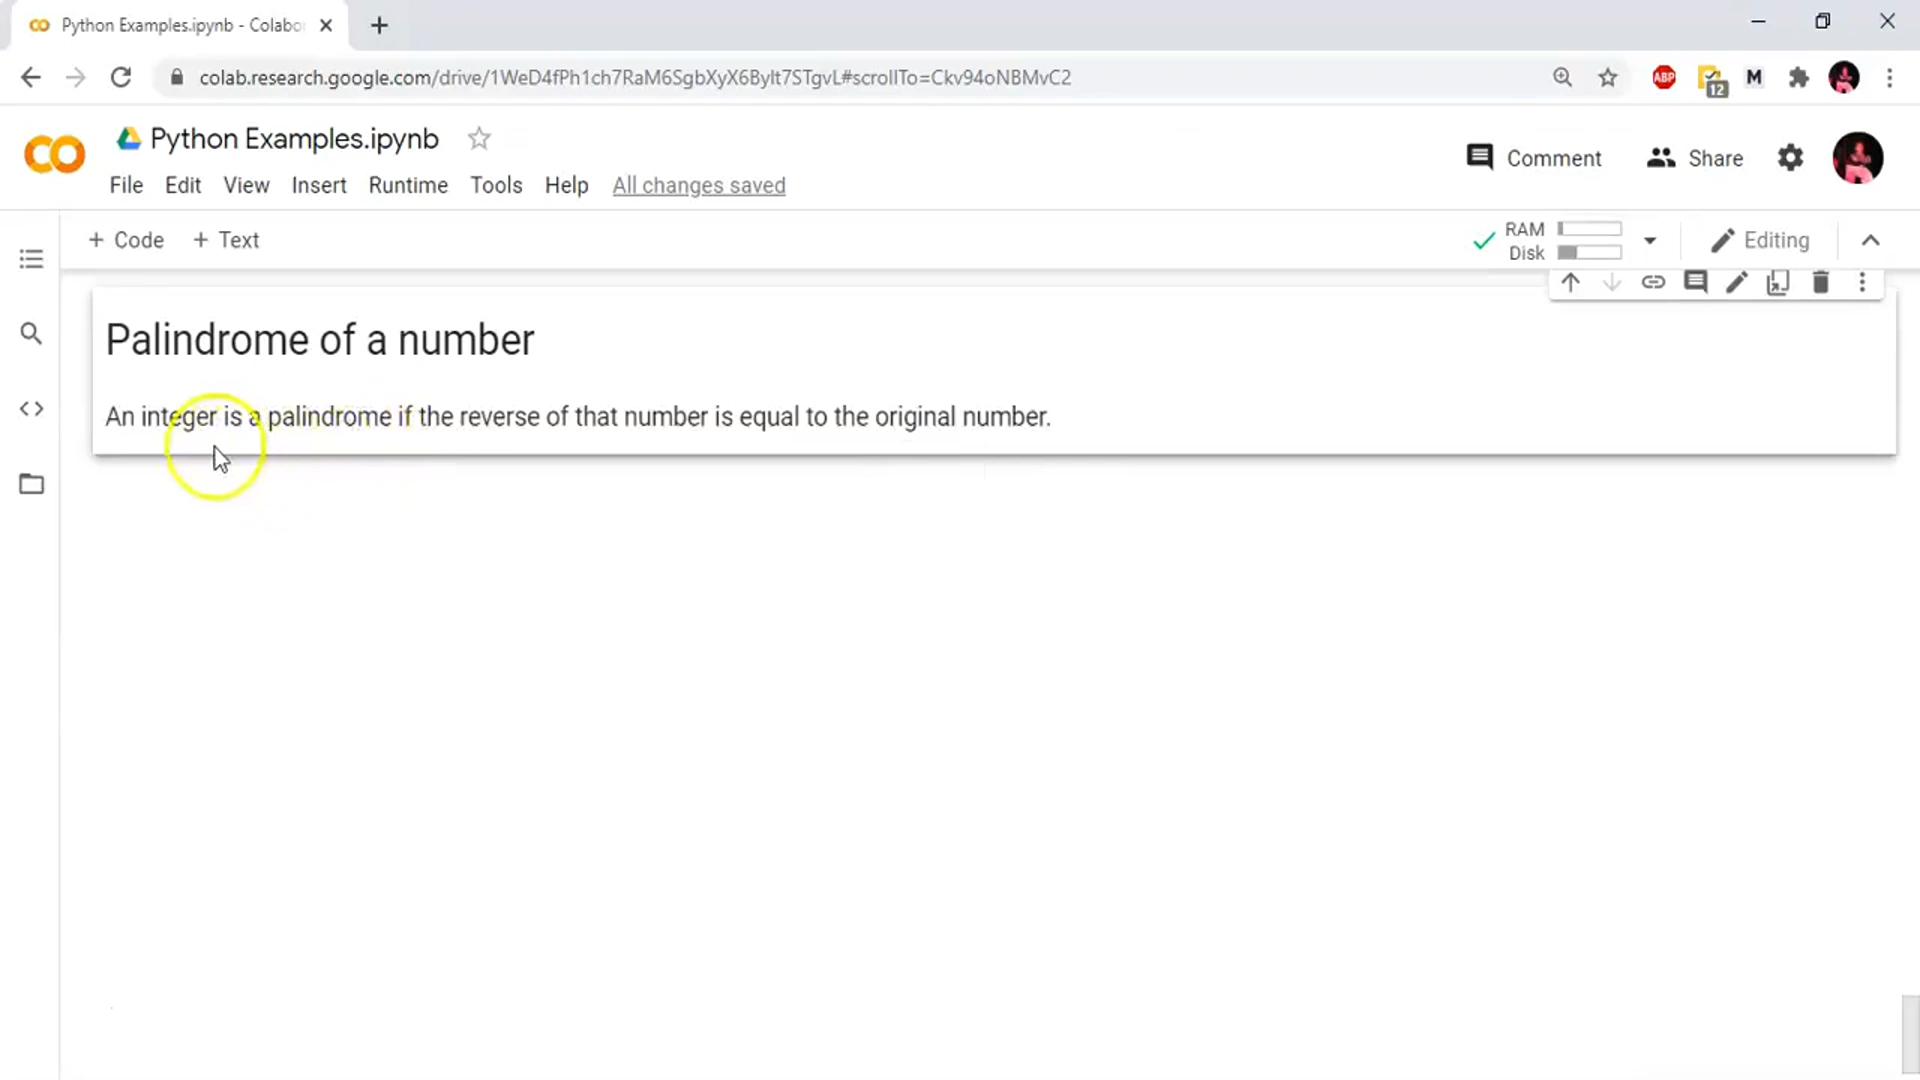 Python Examples.ipynb - Colabo
colab.research.google.com/drive/1WeD4fPh1ch7RaM6SgbXyX6Bylt7STgvL#scrollTo=Ckv94oNBMvC2
ABP
12
M
Python Examples.ipynb
File Edit View Insert Runtime Tools Help All changes saved
Comment
Share
+ Code + Text
RAM
Disk
Editing
Palindrome of a number
An integer is a palindrome if the reverse of that number is equal to the original number.